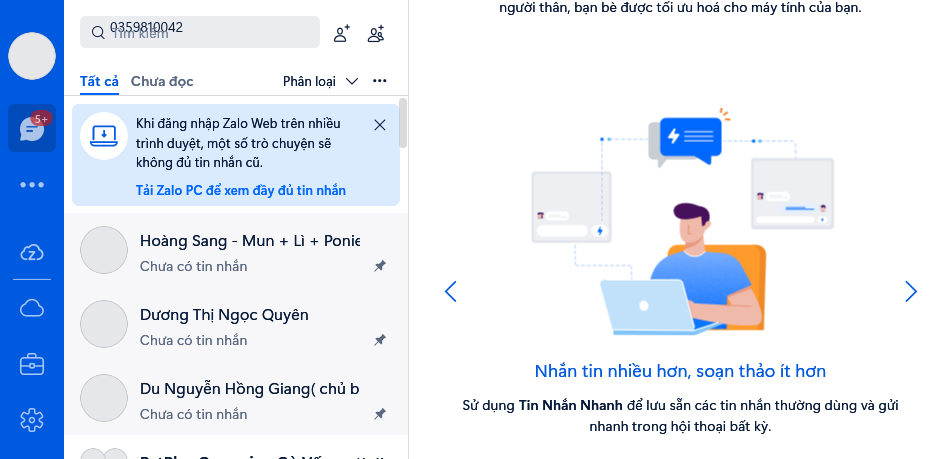 người thân, bạn bè được tối ưu hoá cho máy tính của bạn.
0359810042
Tìm kiếm
Tất cả Chưa đọc Phân loại
5+
Khi đăng nhập Zalo Web trên nhiều
trình duyệt, một số trò chuyện sẽ
không đủ tin nhắn cũ.
Tải Zalo PC để xem đầy đủ tin nhắn
Hoàng Sang - Mun + Lì + Ponie
Chưa có tin nhắn
Dương Thị Ngọc Quyên
Chưa có tin nhắn
Du Nguyễn Hồng Giang( chủ b
Chưa có tin nhắn
Nhắn tin nhiều hơn, soạn thảo ít hơn
Sử dụng Tin Nhắn Nhanh để lưu sẵn các tin nhắn thường dùng và gửi
nhanh trong hội thoại bất kỳ.